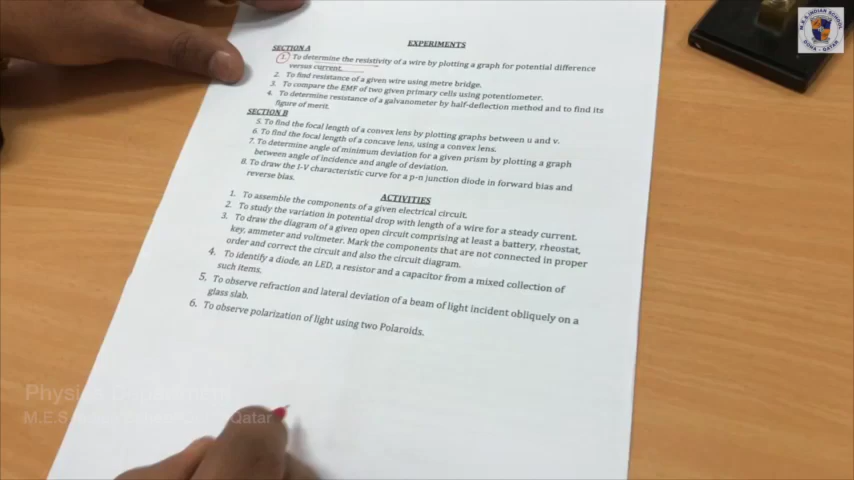 M.E.S INDIAN SCHOOL
DOHA - QATAR
EXPERIMENTS
SECTION A
1. To determine the resistivity of a wire by plotting a graph for potential difference
versus current.
2. To find resistance of a given wire using metre bridge.
3. To compare the EMF of two given primary cells using potentiometer.
4. To determine resistance of a galvanometer by half-deflection method and to find its
figure of merit.
SECTION B
5. To find the focal length of a convex lens by plotting graphs between u and v.
6. To find the focal length of a concave lens, using a convex lens.
7. To determine angle of minimum deviation for a given prism by plotting a graph
between angle of incidence and angle of deviation.
8. To draw the I-V characteristic curve for a p-n junction diode in forward bias and
reverse bias.
ACTIVITIES
1. To assemble the components of a given electrical circuit.
2. To study the variation in potential drop with length of a wire for a steady current.
3. To draw the diagram of a given open circuit comprising at least a battery, rheostat,
key, ammeter and voltmeter. Mark the components that are not connected in proper
order and correct the circuit and also the circuit diagram.
4. To identify a diode, an LED, a resistor and a capacitor from a mixed collection of
such items.
5. To observe refraction and lateral deviation of a beam of light incident obliquely on a
glass slab.
6. To observe polarization of light using two Polaroids.
Physics Department
M.E.S Qatar